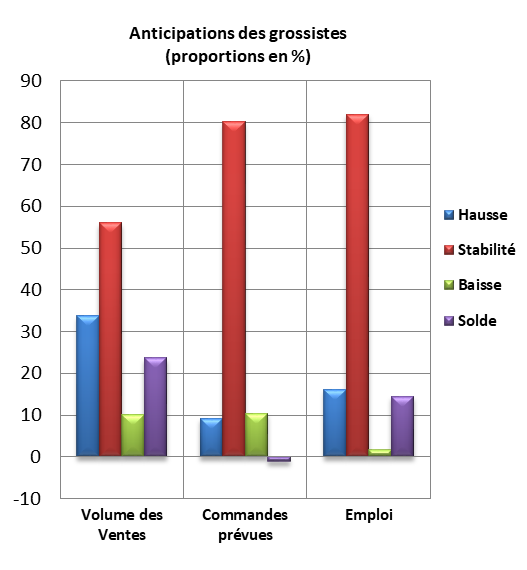 Anticipations des grossistes
(proportions en %)
90
80
70
60
50
40
30
20
10
0
-10
Volume des
Ventes
Commandes
prévues
Emploi
Hausse
Stabilité
Baisse
Solde